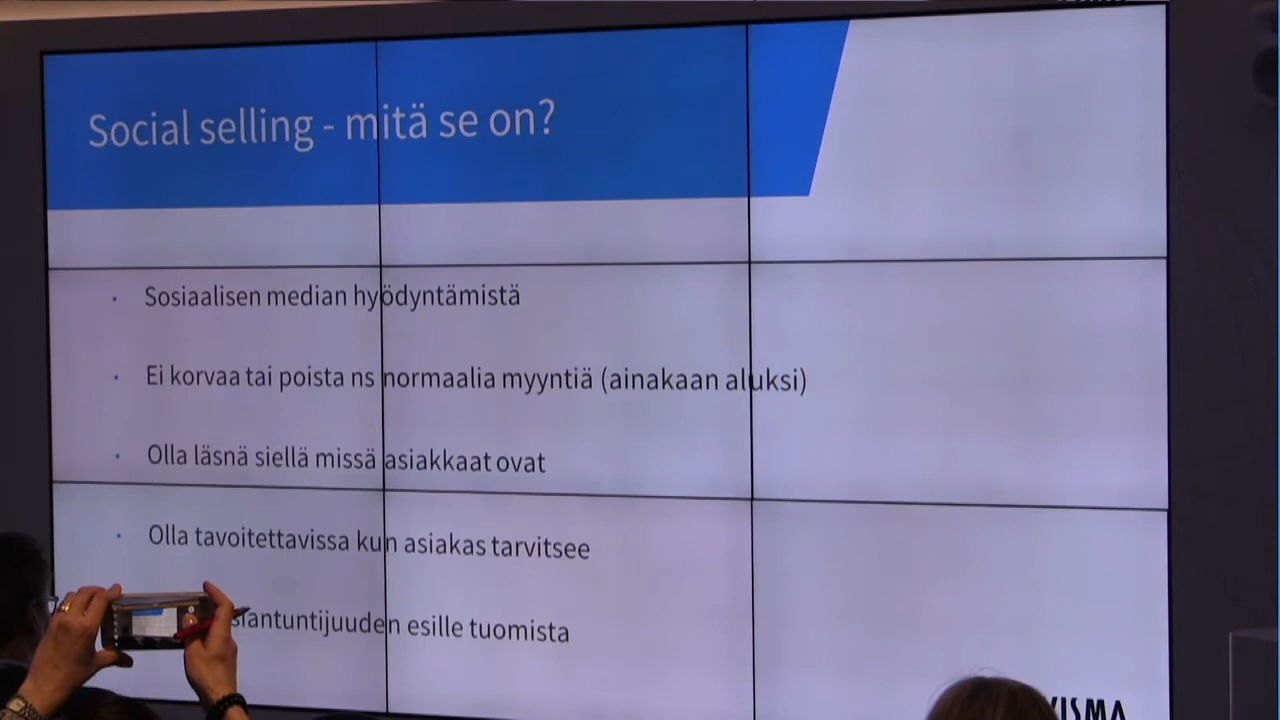 Social selling - mitä se on?
Sosiaalisen median hyödyntämistä
Ei korvaa tai poista ns normaalia myyntiä (ainakaan aluksi)
Olla läsnä siellä missä asiakkaat ovat
Olla tavoitettavissa kun asiakas tarvitsee
siantuntijuuden esille tuomista
VISMA